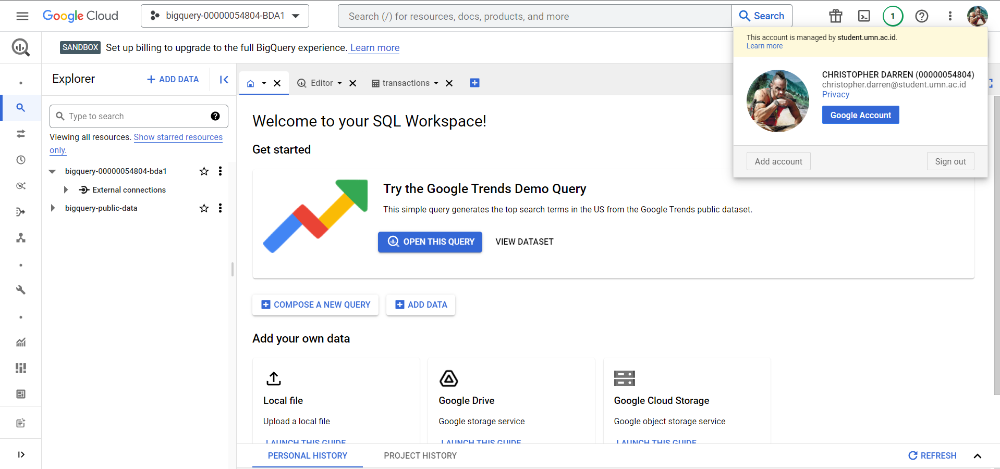 Google Cloud
bigquery-00000054804-BDA1
Search (/) for resources, docs, products, and more
Search
1
SANDBOX Set up billing to upgrade to the full BigQuery experience. Learn more
This account is managed by student.umn.ac.id.
Learn more
CHRISTOPHER DARREN (00000054804)
christopher.darren@student.umn.ac.id
Privacy
Google Account
Add account
Sign out
Explorer
ADD DATA
Type to search
Viewing all resources. Show starred resources
only.
bigquery-00000054804-bda1
External connections
bigquery-public-data
Editor
transactions
Welcome to your SQL Workspace!
Get started
Try the Google Trends Demo Query
This simple query generates the top search terms in the US from the Google Trends public dataset.
OPEN THIS QUERY
VIEW DATASET
COMPOSE A NEW QUERY
ADD DATA
Add your own data
Local file
Upload a local file
LAUNCH THIS GUIDE
Google Drive
Google storage service
LAUNCH THIS GUIDE
Google Cloud Storage
Google object storage service
LAUNCH THIS GUIDE
PERSONAL HISTORY
PROJECT HISTORY
REFRESH